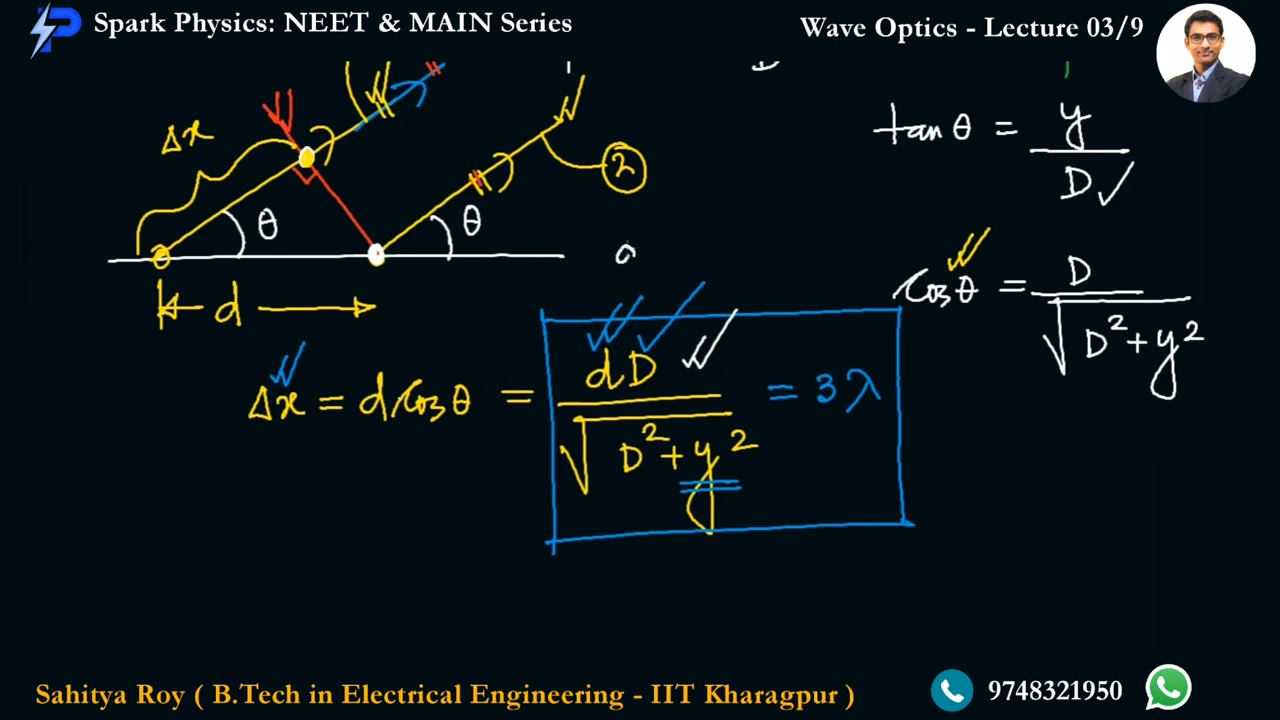 Spark Physics: NEET & MAIN Series
Wave Optics - Lecture 03/9
Δx
θ
θ
2
d
tan θ = y / D
cos θ = D / √(D² + y²)
Δx = d cos θ = dD / √(D² + y²) = 3λ
Sahitya Roy ( B.Tech in Electrical Engineering - IIT Kharagpur )
9748321950